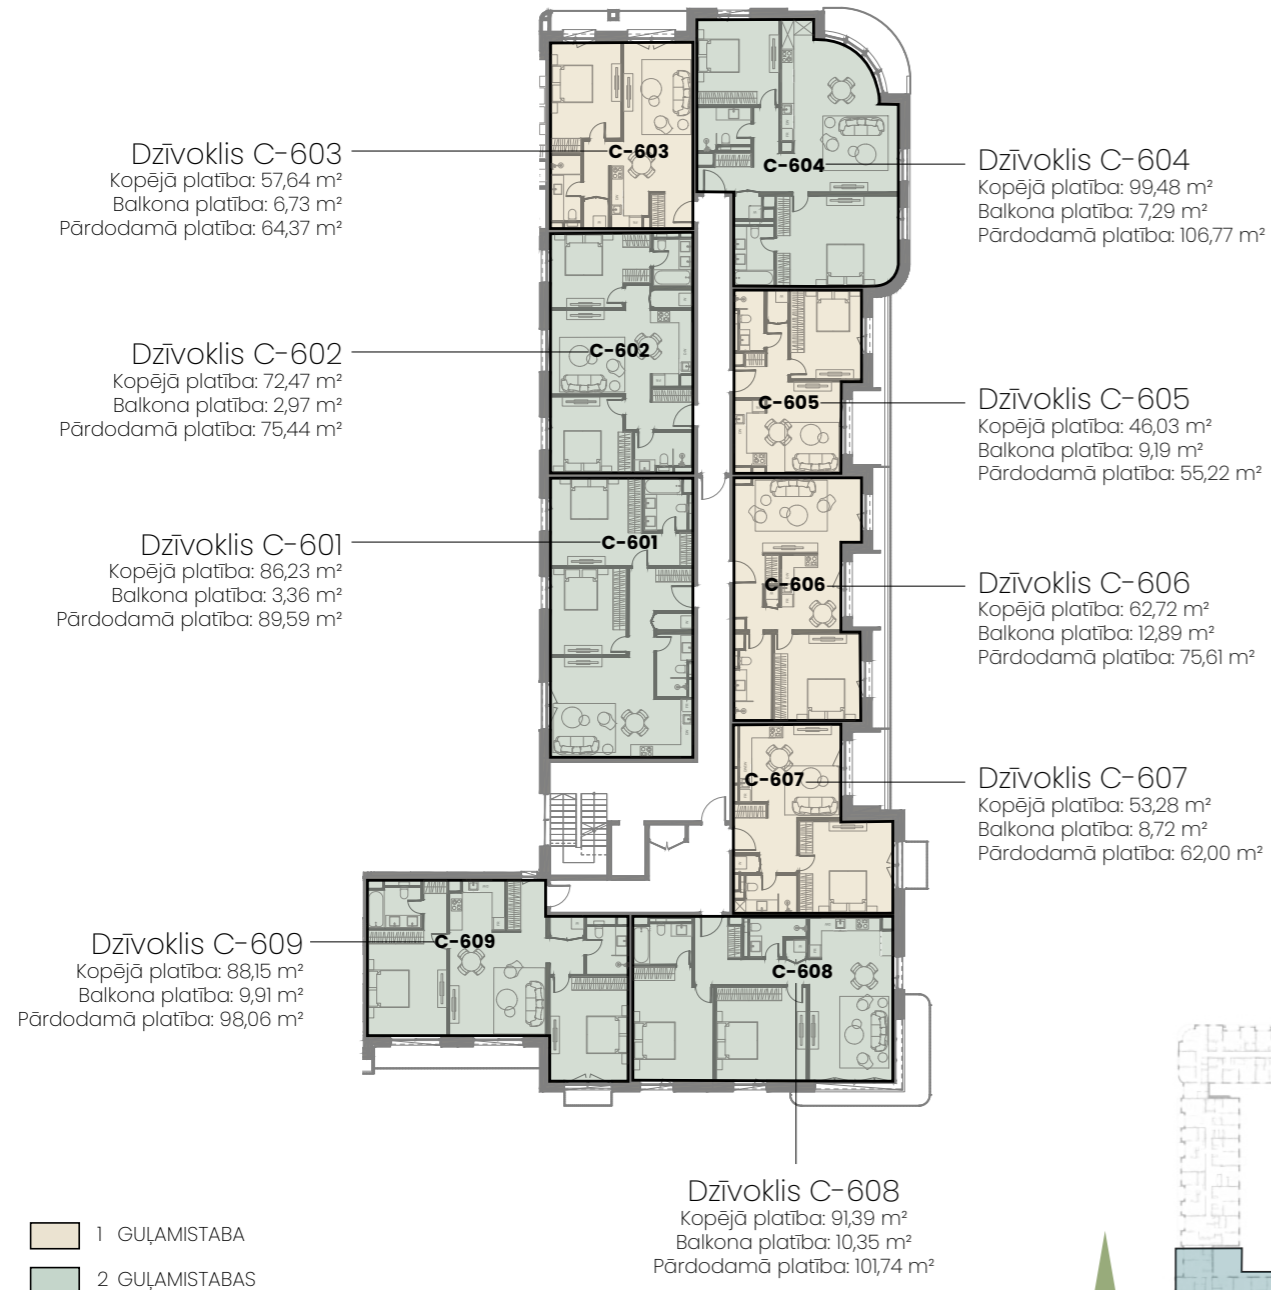 Dzīvoklis C-603
Kopējā platība: 57,64 m²
Balkona platība: 6,73 m²
Pārdodamā platība: 64,37 m²
C-603
C-604
Dzīvoklis C-604
Kopējā platība: 99,48 m²
Balkona platība: 7,29 m²
Pārdodamā platība: 106,77 m²
Dzīvoklis C-602
Kopējā platība: 72,47 m²
Balkona platība: 2,97 m²
Pārdodamā platība: 75,44 m²
C-602
C-605
Dzīvoklis C-605
Kopējā platība: 46,03 m²
Balkona platība: 9,19 m²
Pārdodamā platība: 55,22 m²
Dzīvoklis C-601
Kopējā platība: 86,23 m²
Balkona platība: 3,36 m²
Pārdodamā platība: 89,59 m²
C-601
C-606
Dzīvoklis C-606
Kopējā platība: 62,72 m²
Balkona platība: 12,89 m²
Pārdodamā platība: 75,61 m²
C-607
Dzīvoklis C-607
Kopējā platība: 53,28 m²
Balkona platība: 8,72 m²
Pārdodamā platība: 62,00 m²
Dzīvoklis C-609
Kopējā platība: 88,15 m²
Balkona platība: 9,91 m²
Pārdodamā platība: 98,06 m²
C-609
C-608
Dzīvoklis C-608
Kopējā platība: 91,39 m²
Balkona platība: 10,35 m²
Pārdodamā platība: 101,74 m²
1 GUĻAMISTABA
2 GUĻAMISTABAS